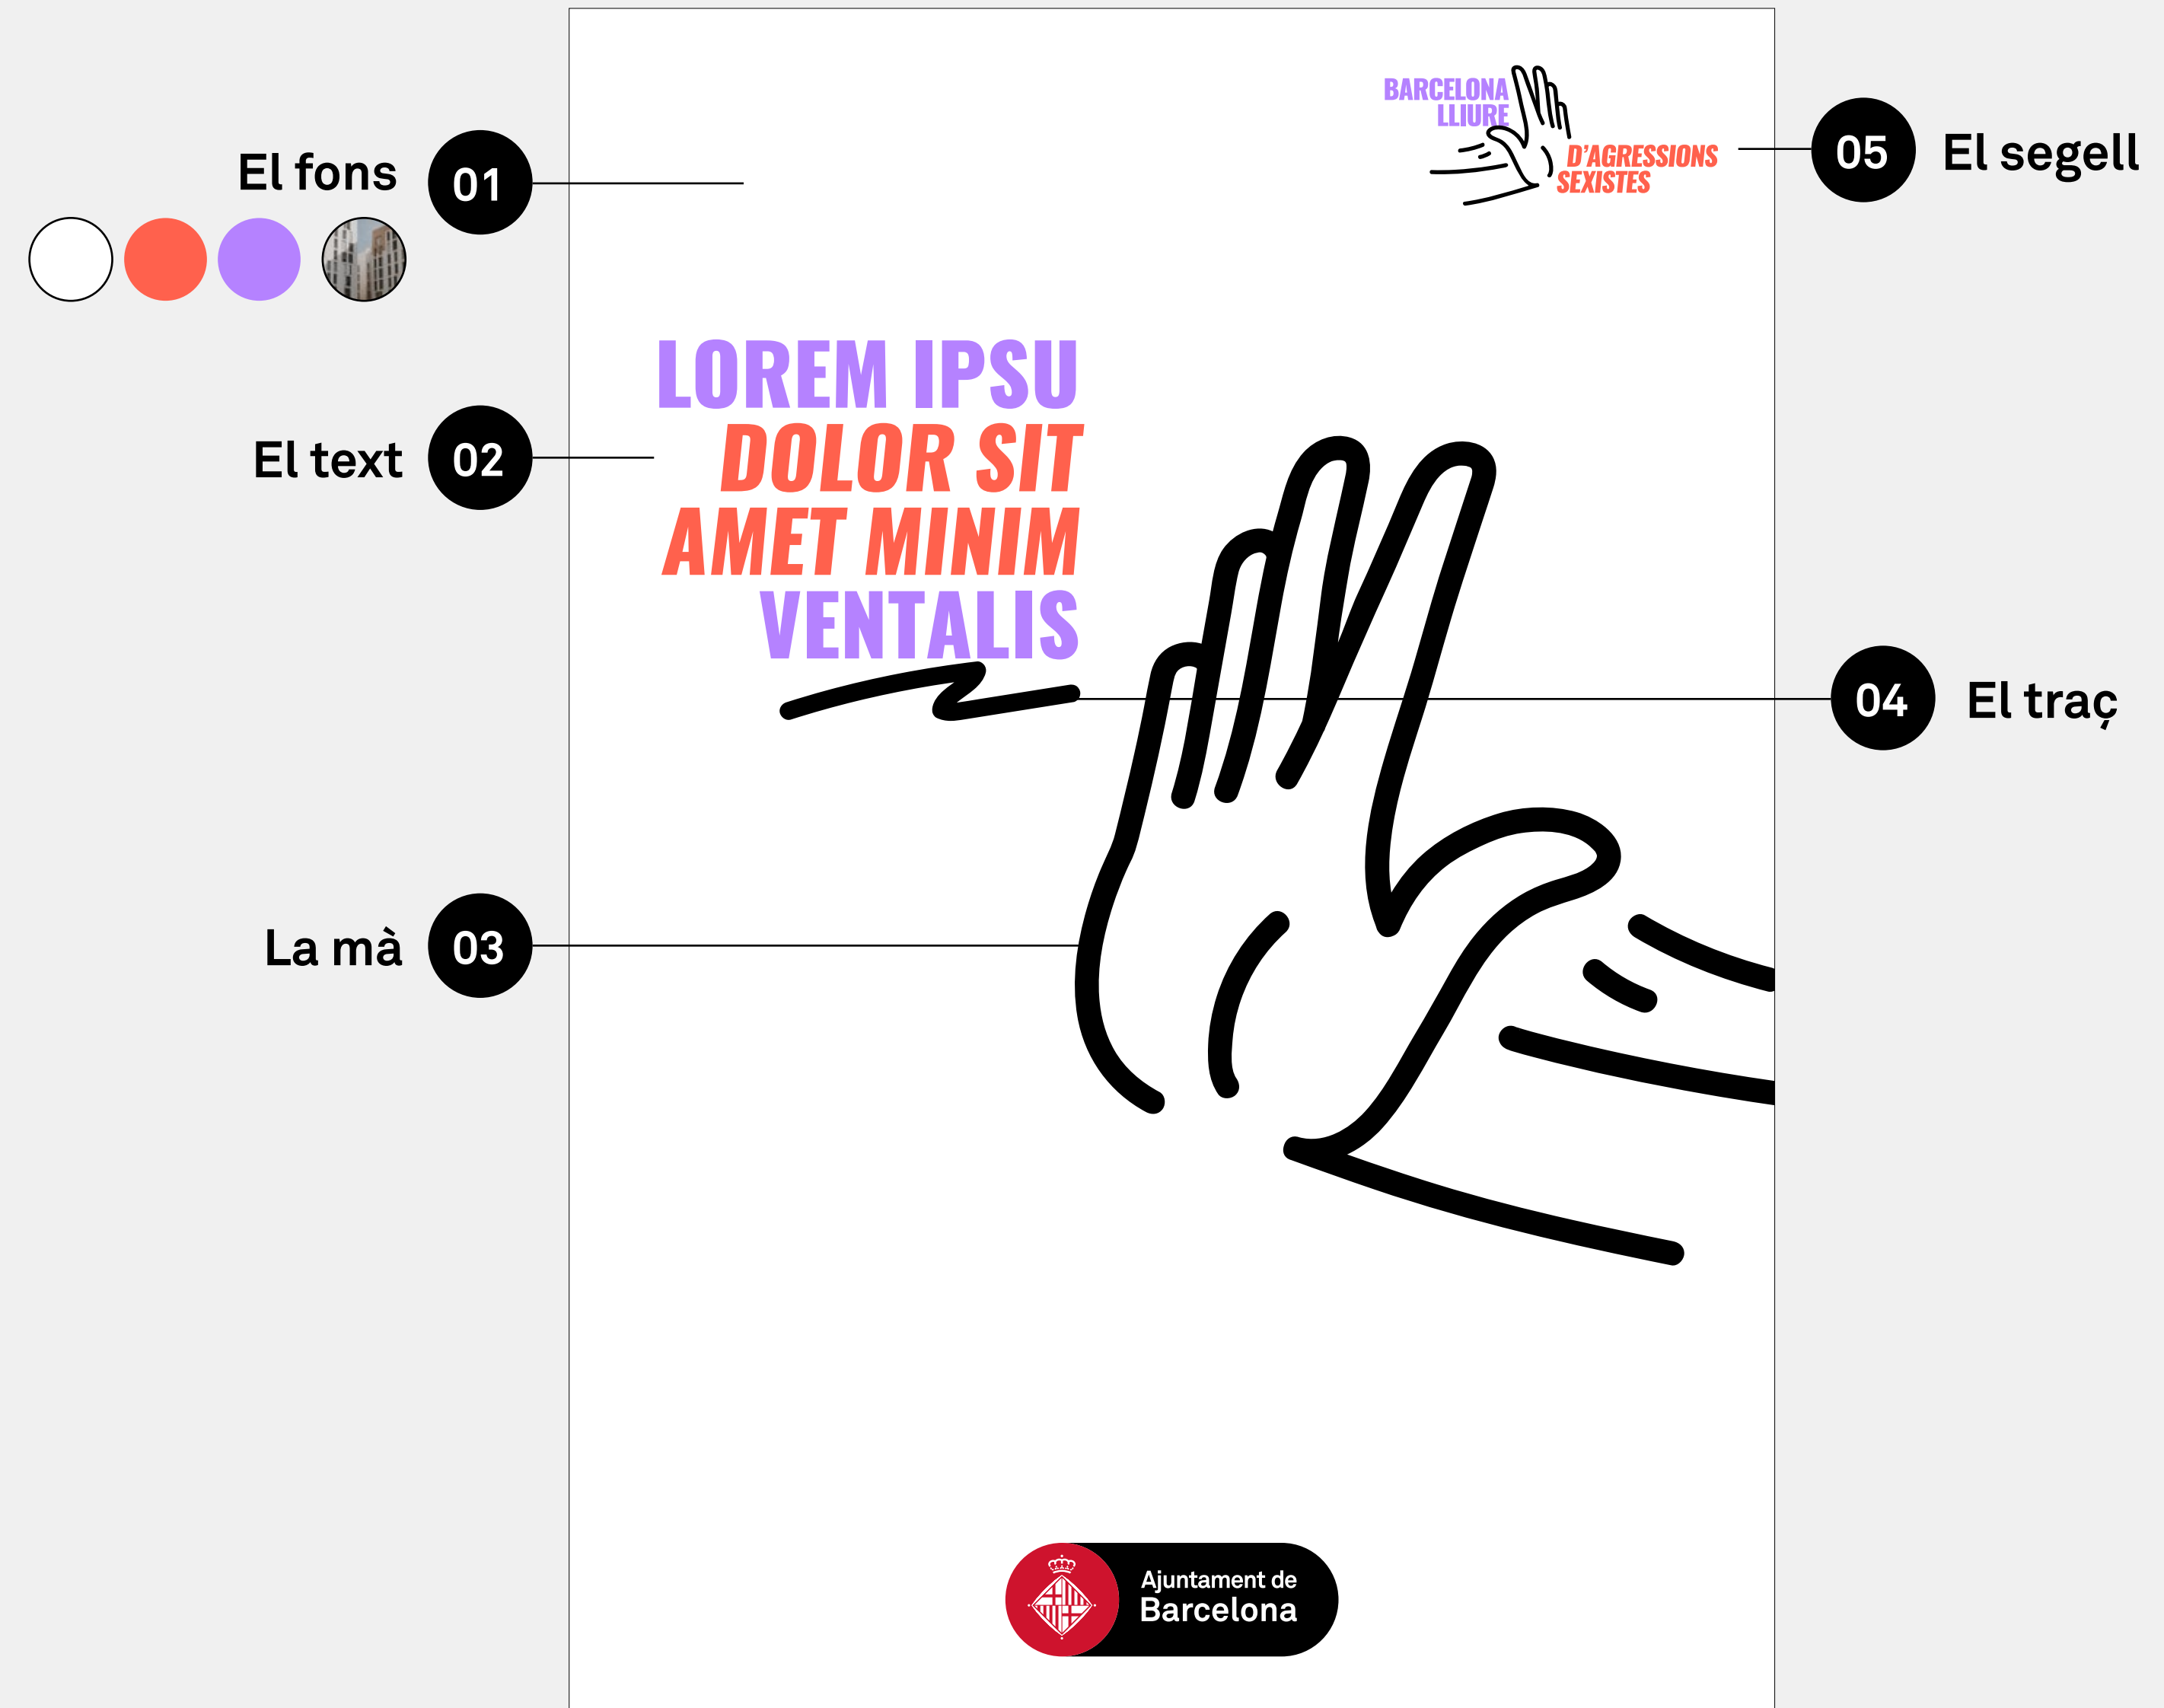 El fons
01
El text
02
La mà
03
BARCELONA
LLIURE
D'AGRESSIONS
SEXISTES
05
El segell
LOREM IPSU
DOLOR SIT
AMET MINIM
VENTALIS
04
El traç
Ajuntament de
Barcelona